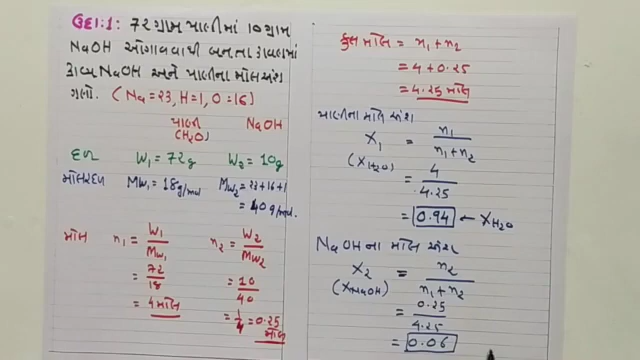 ઉદા:1: 72 ગ્રામ પાણીમાં 10 ગ્રામ
NaOH ઓગાળવાથી બનતા દ્રાવણમાં
દ્રાવ્ય NaOH અને પાણીના મોલ અંશ
ગણો. (Na=23, H=1, O=16)
પાણી NaOH
(H₂O)
દળ W₁ = 72g W₂ = 10g
મોલરદળ MW₁ = 18g/mol MW₂ = 23+16+1
= 40g/mol.
મોલ n₁ = W₁/MW₁ n₂ = W₂/MW₂
= 72/18 = 10/40
= 4 મોલ = 1/4 = 0.25
મોલ
કુલ મોલ = n₁+n₂
= 4 + 0.25
= 4.25 મોલ
પાણીના મોલ અંશ
X₁ = n₁/n₁+n₂
(XH₂O) = 4/4.25
= 0.94 ← XH₂O
NaOH ના મોલ અંશ
X₂ = n₂/n₁+n₂
(XNaOH) = 0.25/4.25
= 0.06